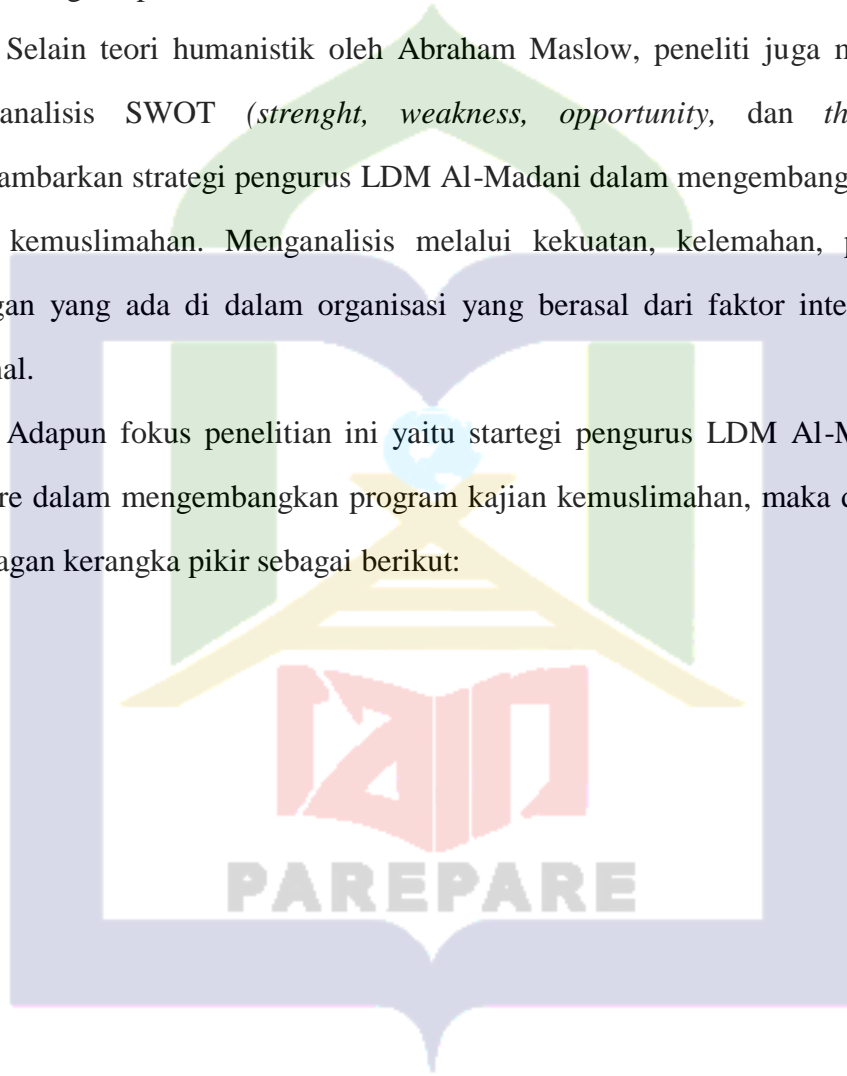 Selain teori humanistik oleh Abraham Maslow, peneliti juga
analisis SWOT (strenght, weakness, opportunity, dan
ambarkan strategi pengurus LDM Al-Madani dalam mengembang
kemuslimahan. Menganalisis melalui kekuatan, kelemahan,
gan yang ada di dalam organisasi yang berasal dari faktor inte
nal.
Adapun fokus penelitian ini yaitu startegi pengurus LDM Al-M
re dalam mengembangkan program kajian kemuslimahan, maka
agan kerangka pikir sebagai berikut:
iain
PAREPARE